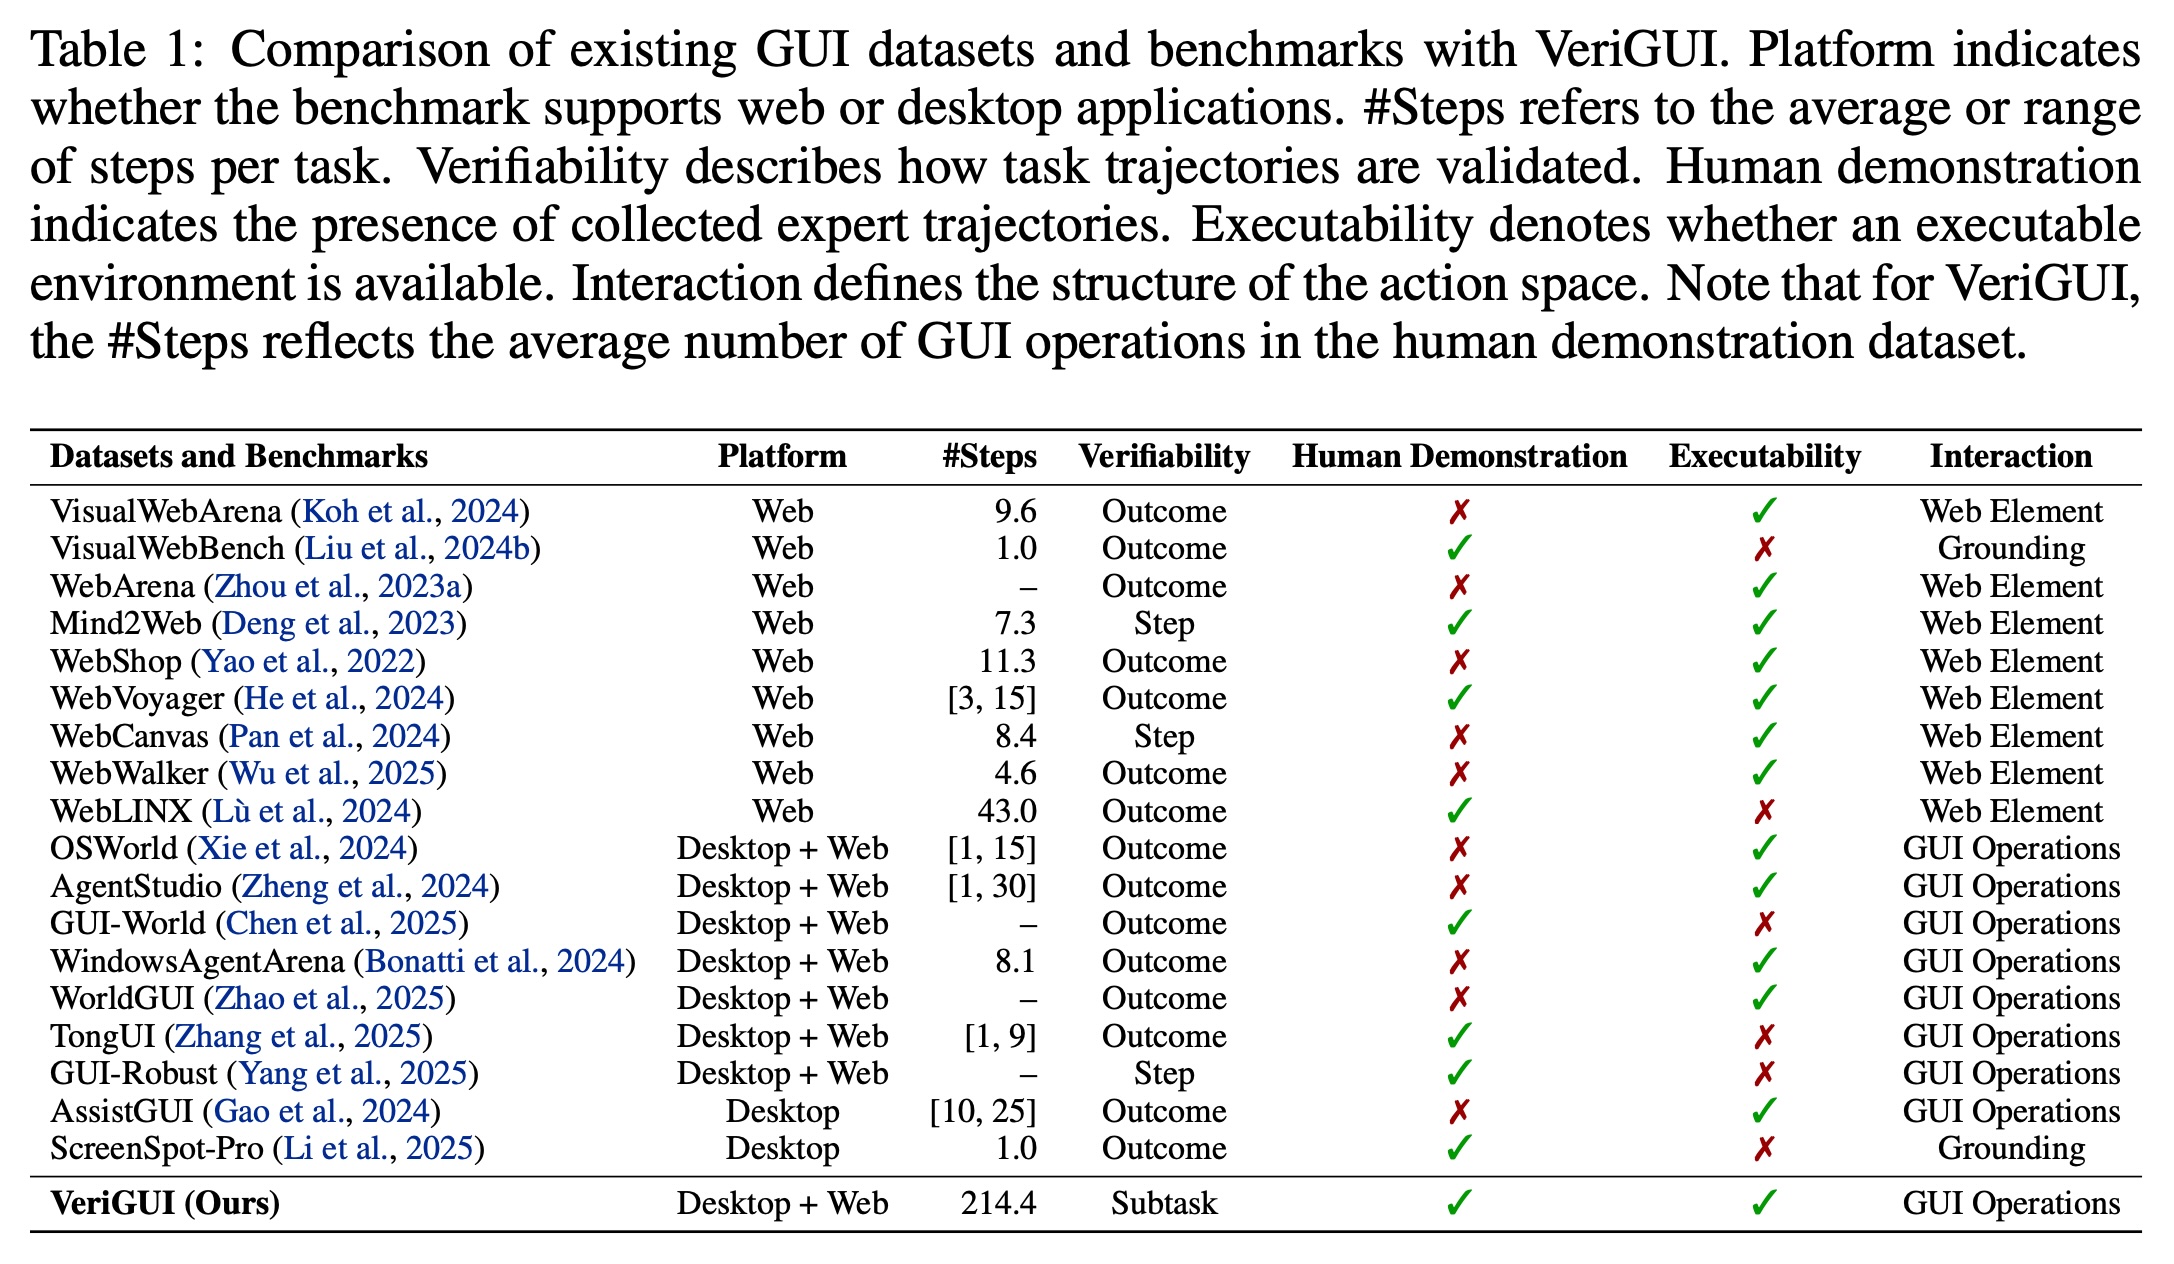 Table 1: Comparison of existing GUI datasets and benchmarks with VeriGUI. Platform indicates
whether the benchmark supports web or desktop applications. #Steps refers to the average or range
of steps per task. Verifiability describes how task trajectories are validated. Human demonstration
indicates the presence of collected expert trajectories. Executability denotes whether an executable
environment is available. Interaction defines the structure of the action space. Note that for VeriGUI,
the #Steps reflects the average number of GUI operations in the human demonstration dataset.
Datasets and Benchmarks Platform #Steps Verifiability Human Demonstration Executability Interaction
VisualWebArena (Koh et al., 2024) Web 9.6 Outcome ✗ ✓ Web Element
VisualWebBench (Liu et al., 2024b) Web 1.0 Outcome ✓ ✗ Grounding
WebArena (Zhou et al., 2023a) Web – Outcome ✗ ✓ Web Element
Mind2Web (Deng et al., 2023) Web 7.3 Step ✓ ✓ Web Element
WebShop (Yao et al., 2022) Web 11.3 Outcome ✗ ✓ Web Element
WebVoyager (He et al., 2024) Web [3, 15] Outcome ✓ ✓ Web Element
WebCanvas (Pan et al., 2024) Web 8.4 Step ✗ ✓ Web Element
WebWalker (Wu et al., 2025) Web 4.6 Outcome ✗ ✓ Web Element
WebLINX (Lù et al., 2024) Web 43.0 Outcome ✓ ✗ Web Element
OSWorld (Xie et al., 2024) Desktop + Web [1, 15] Outcome ✗ ✓ GUI Operations
AgentStudio (Zheng et al., 2024) Desktop + Web [1, 30] Outcome ✗ ✓ GUI Operations
GUI-World (Chen et al., 2025) Desktop + Web – Outcome ✓ ✗ GUI Operations
WindowsAgentArena (Bonatti et al., 2024) Desktop + Web 8.1 Outcome ✗ ✓ GUI Operations
WorldGUI (Zhao et al., 2025) Desktop + Web – Outcome ✗ ✓ GUI Operations
TongUI (Zhang et al., 2025) Desktop + Web [1, 9] Outcome ✓ ✗ GUI Operations
GUI-Robust (Yang et al., 2025) Desktop + Web – Step ✓ ✗ GUI Operations
AssistGUI (Gao et al., 2024) Desktop [10, 25] Outcome ✗ ✓ GUI Operations
ScreenSpot-Pro (Li et al., 2025) Desktop 1.0 Outcome ✓ ✗ Grounding
VeriGUI (Ours) Desktop + Web 214.4 Subtask ✓ ✓ GUI Operations